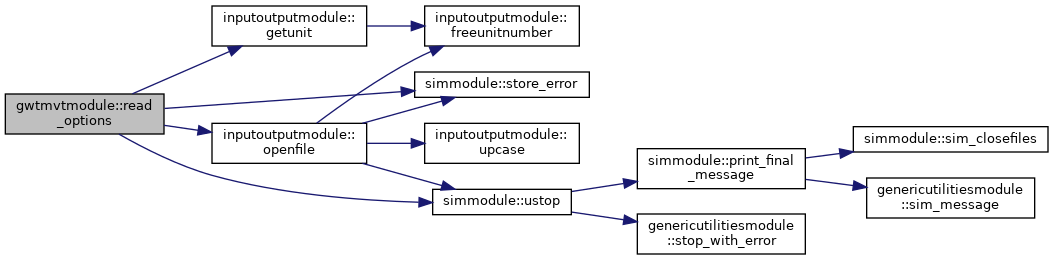 gwtmvtmodule::read
_options
inputoutputmodule::
getunit
inputoutputmodule::
freeunitnumber
simmodule::store_error
inputoutputmodule::
openfile
inputoutputmodule::
upcase
simmodule::ustop
simmodule::print_final
_message
genericutilitiesmodule
::stop_with_error
simmodule::sim_closefiles
genericutilitiesmodule
::sim_message